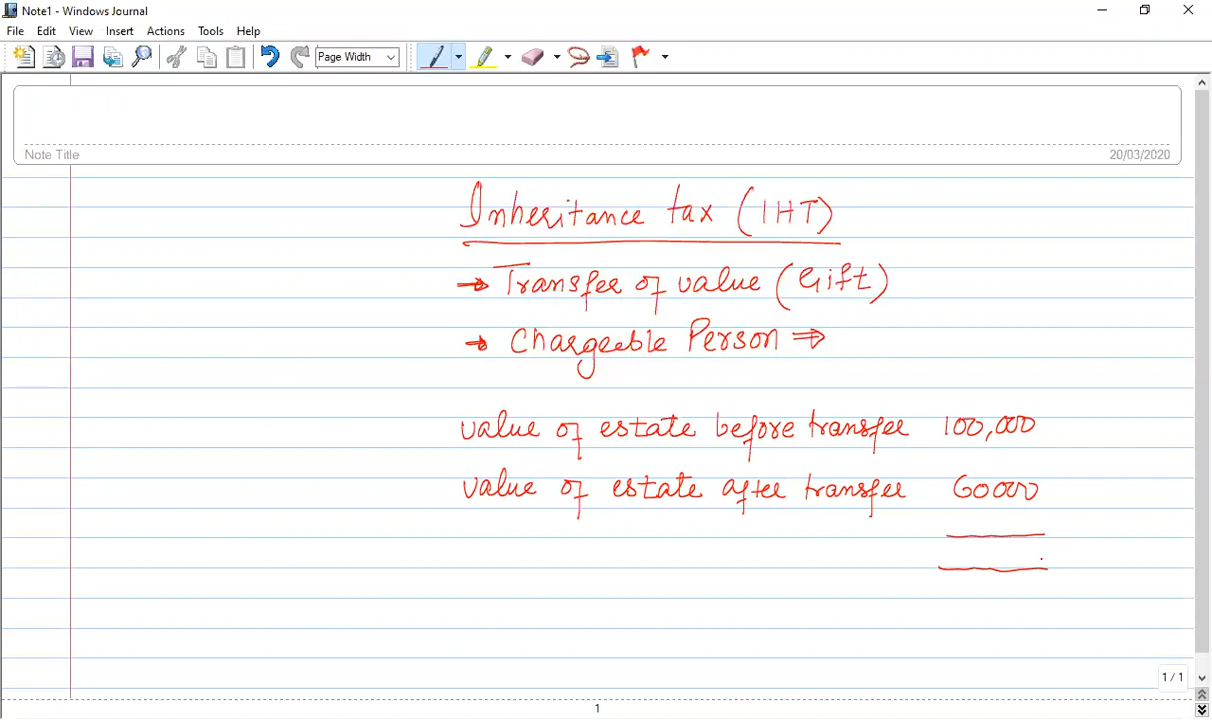 Note1 - Windows Journal
File Edit View Insert Actions Tools Help
Page Width
Note Title
20/03/2020
Inheritance tax (IHT)
→ Transfer of value (Gift)
→ Chargeable Person ⇒
value of estate before transfer 100,000
value of estate after transfer 60000
1 / 1
1